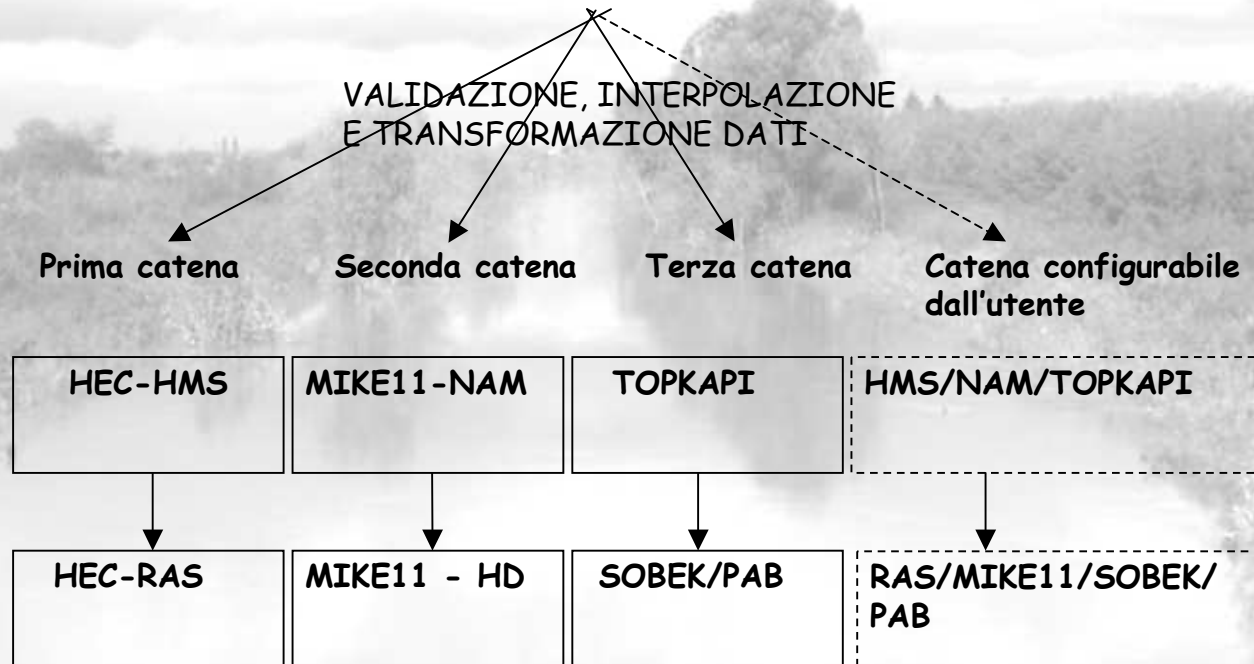 VALIDAZIONE, INTERPOLAZIONE
E TRANSFORMAZIONE DATI
Prima catena
Seconda catena
Terza catena
Catena configurabile
dall'utente
HEC-HMS
MIKE11-NAM
TOPKAPI
HMS/NAM/TOPKAPI
HEC-RAS
MIKE11 - HD
SOBEK/PAB
RAS/MIKE11/SOBEK/
PAB